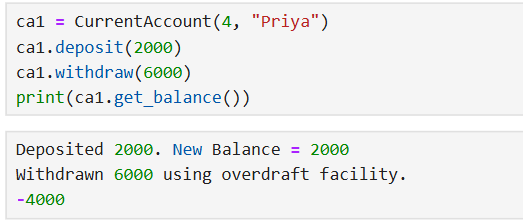 ca1 = CurrentAccount(4, "Priya")
ca1.deposit(2000)
ca1.withdraw(6000)
print(ca1.get_balance())
Deposited 2000. New Balance = 2000
Withdrawn 6000 using overdraft facility.
-4000